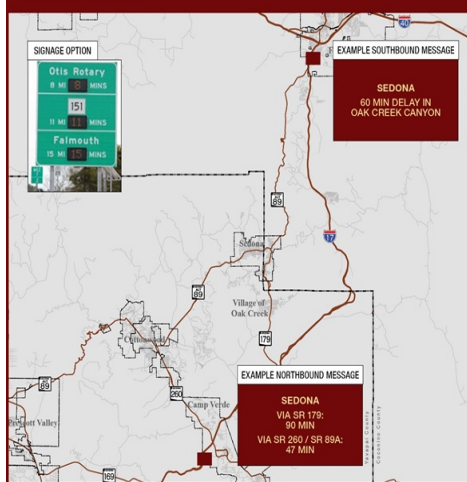 40
SIGNAGE OPTION
Otis Rotary
8 MI 8 MINS
151
11 MI 11 MINS
Falmouth
15 MI 15 MINS
EXAMPLE SOUTHBOUND MESSAGE
SEDONA
60 MIN DELAY IN
OAK CREEK CANYON
89
17
Sedona
89
Village of
Oak Creek
179
Cottonwood
89
260
Camp Verde
Prescott Valley
169
EXAMPLE NORTHBOUND MESSAGE
SEDONA
VIA SR 179:
90 MIN
VIA SR 260 / SR 89A:
47 MIN
Yavapai County
Coconino County